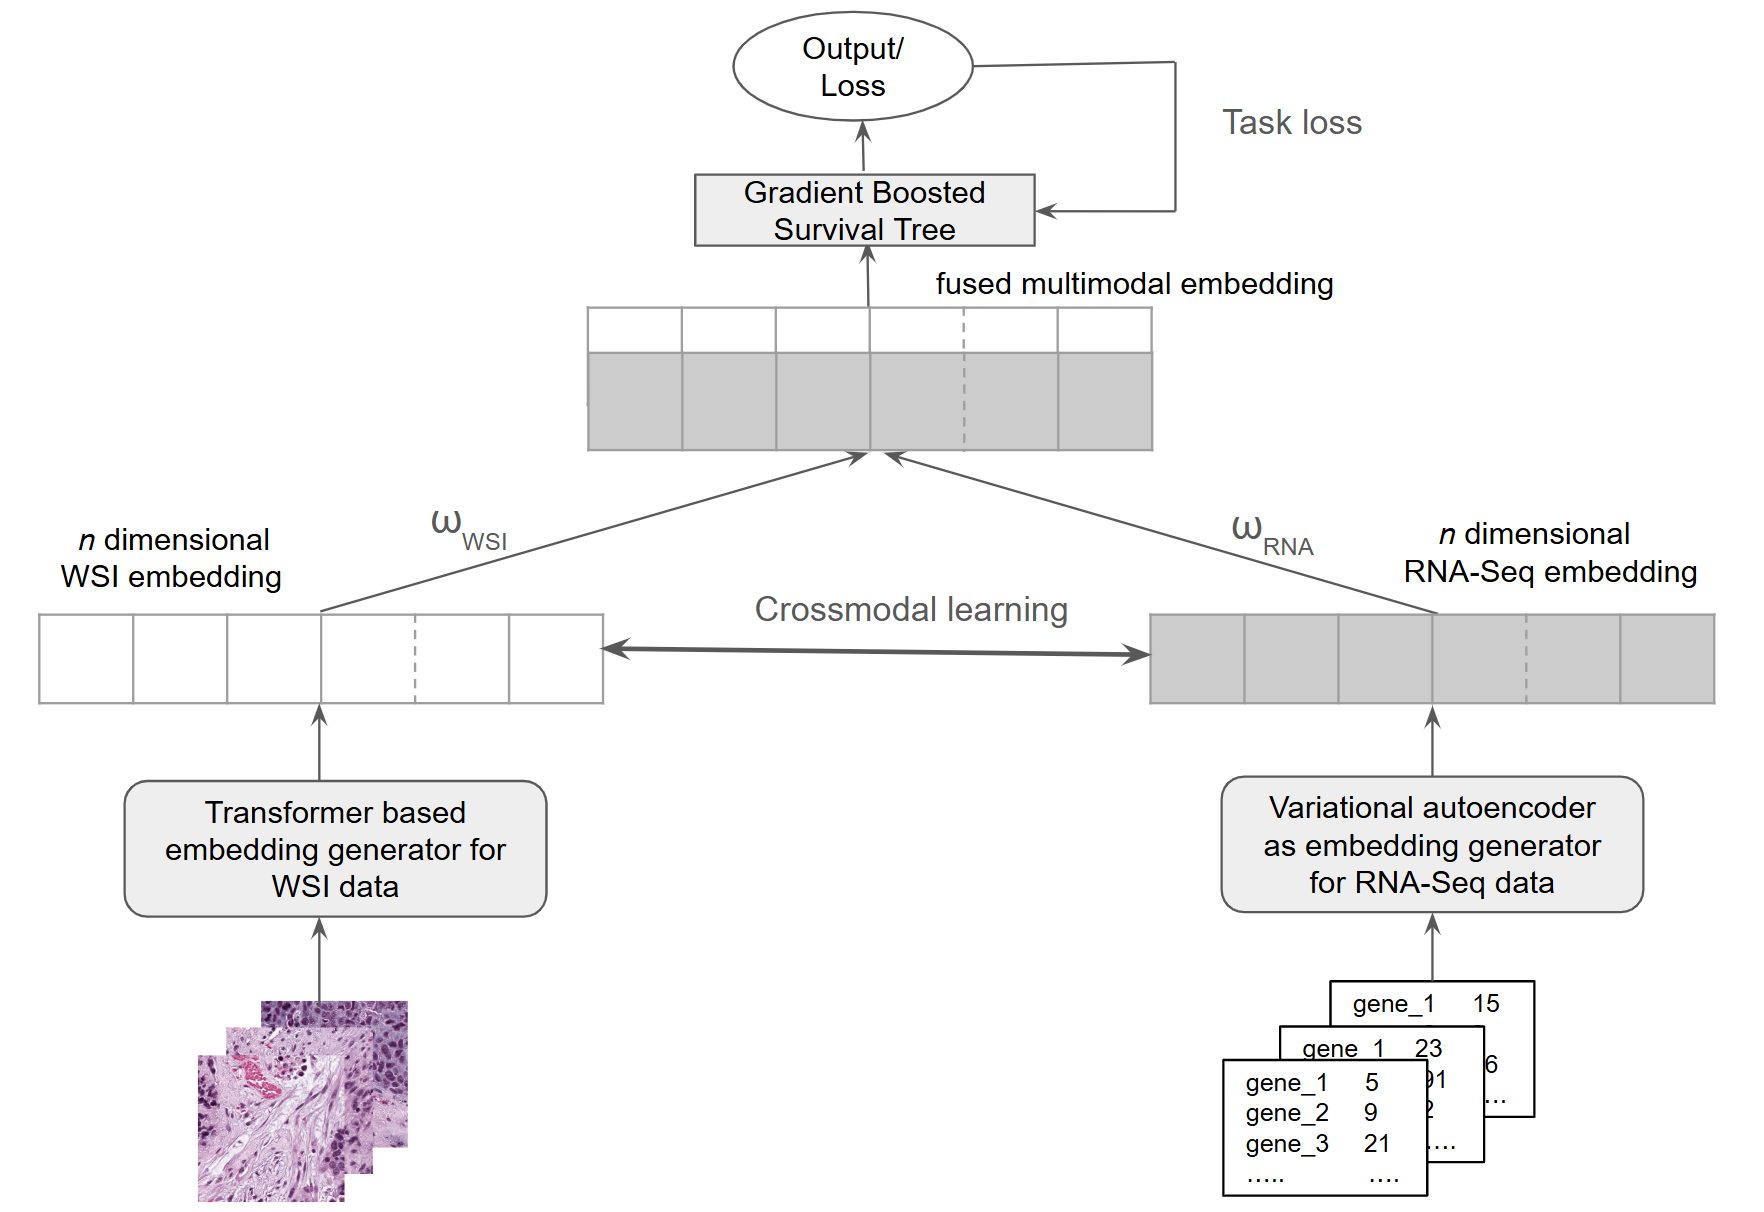 Output/
Loss
Task loss
Gradient Boosted
Survival Tree
fused multimodal embedding
ω WSI
ω RNA
n dimensional
WSI embedding
n dimensional
RNA-Seq embedding
Crossmodal learning
Transformer based
embedding generator for
WSI data
Variational autoencoder
as embedding generator
for RNA-Seq data
gene_1 15
6
...
gene_1 23
91
2
....
gene_1 5
gene_2 9
gene_3 21
..... ....